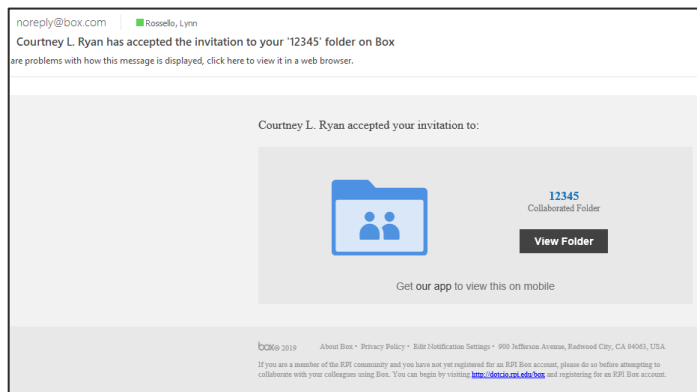 noreply@box.com Rossello, Lynn
Courtney L. Ryan has accepted the invitation to your '12345' folder on Box
are problems with how this message is displayed, click here to view it in a web browser.
Courtney L. Ryan accepted your invitation to:
12345
Collaborated Folder
View Folder
Get our app to view this on mobile
box® 2019 About Box • Privacy Policy • Edit Notification Settings • 900 Jefferson Avenue, Redwood City, CA 94063, USA
If you are a member of the RPI community and you have not yet registered for an RPI Box account, please do so before attempting to
collaborate with your colleagues using Box. You can begin by visiting http://dotcio.rpi.edu/box and registering for an RPI Box account.